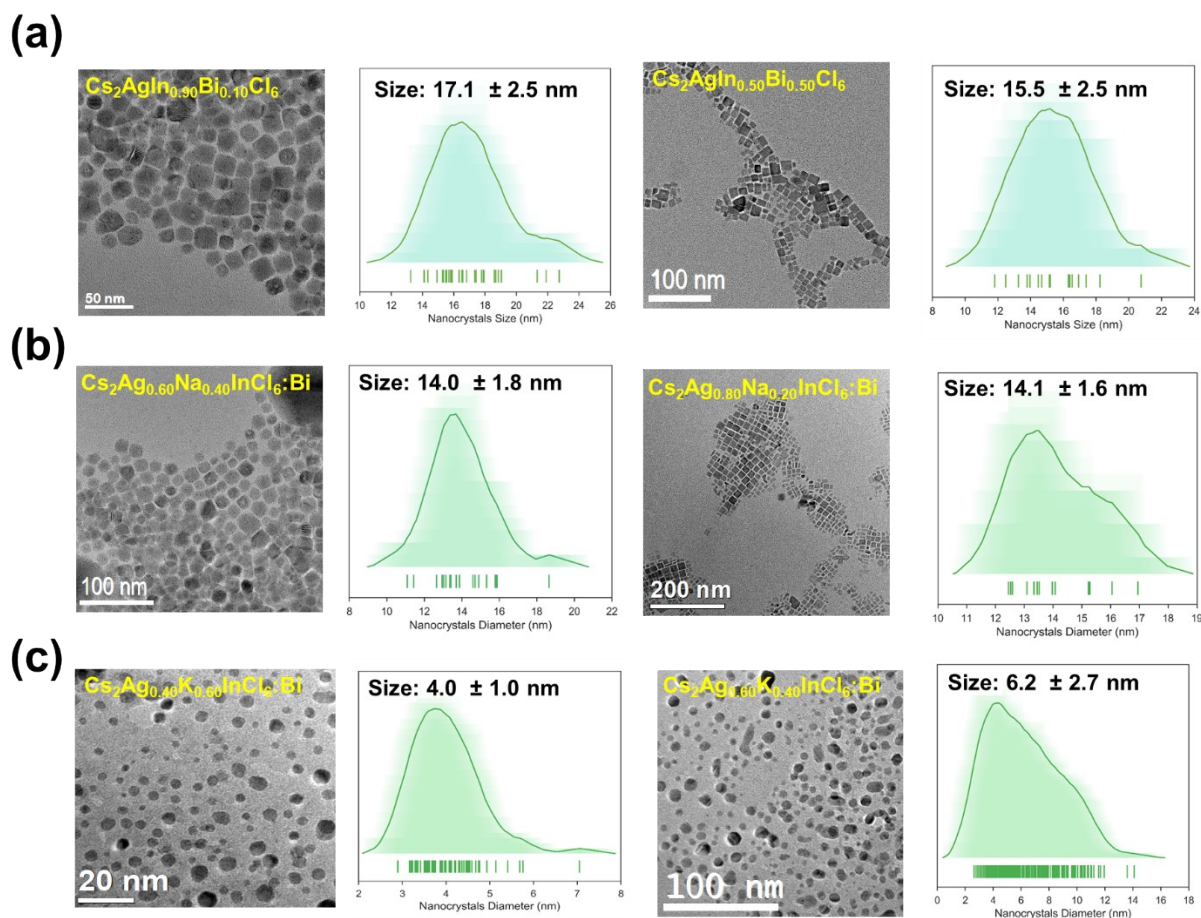 (a)
Cs₂AgIn₀.₉₀Bi₀.₁₀Cl₆
50 nm
Size: 17.1 ± 2.5 nm
10 12 14 16 18 20 22 24 26
Nanocrystals Size (nm)
Cs₂AgIn₀.₅₀Bi₀.₅₀Cl₆
100 nm
Size: 15.5 ± 2.5 nm
8 10 12 14 16 18 20 22 24
Nanocrystals Size (nm)
(b)
Cs₂Ag₀.₆₀Na₀.₄₀InCl₆:Bi
100 nm
Size: 14.0 ± 1.8 nm
8 10 12 14 16 18 20 22
Nanocrystals Diameter (nm)
Cs₂Ag₀.₈₀Na₀.₂₀InCl₆:Bi
200 nm
Size: 14.1 ± 1.6 nm
10 11 12 13 14 15 16 17 18 19
Nanocrystals Diameter (nm)
(c)
Cs₂Ag₀.₄₀K₀.₆₀InCl₆:Bi
20 nm
Size: 4.0 ± 1.0 nm
2 3 4 5 6 7 8
Nanocrystals Diameter (nm)
Cs₂Ag₀.₆₀K₀.₄₀InCl₆:Bi
100 nm
Size: 6.2 ± 2.7 nm
0 2 4 6 8 10 12 14 16 18
Nanocrystals Diameter (nm)